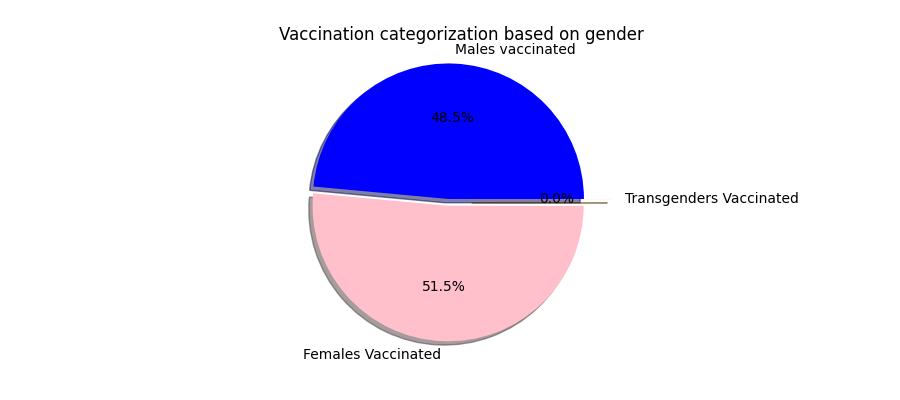 Vaccination categorization based on gender
Males vaccinated
48.5%
0.0%
Transgenders Vaccinated
51.5%
Females Vaccinated